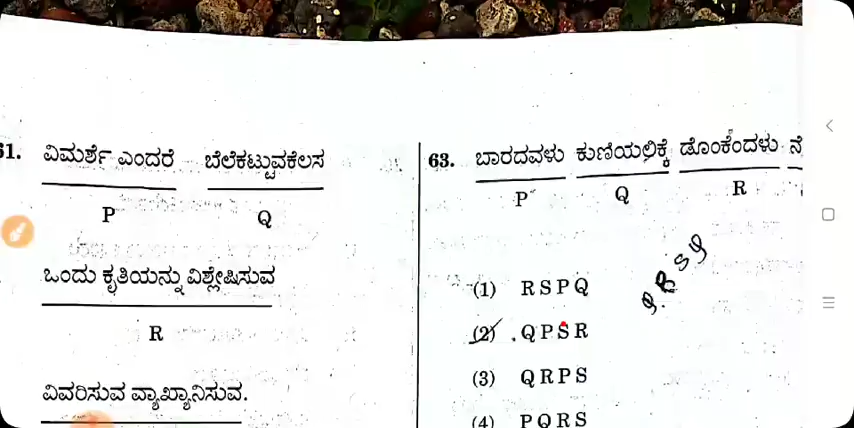 61. ವಿಮರ್ಶೆ ಎಂದರೆ ಬೆಲೆಕಟ್ಟುವಕೆಲಸ
P Q
ಒಂದು ಕೃತಿಯನ್ನು ವಿಶ್ಲೇಷಿಸುವ
R
ವಿವರಿಸುವ ವ್ಯಾಖ್ಯಾನಿಸುವ.
63. ಬಾರದವಳು ಕುಣಿಯಲಿಕ್ಕೆ ಡೊಂಕೆಂದಳು ನೆ
P Q R
(1) R S P Q
(2) Q P S R
(3) Q R P S
(4) P Q R S